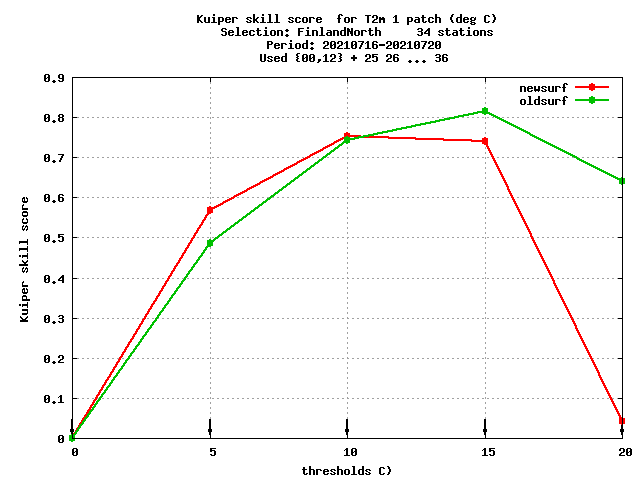 Kuiper skill score for T2m 1 patch (deg C)
Selection: FinlandNorth 34 stations
Period: 20210716-20210720
Used {00,12} + 25 26 ... 36
newsurf
oldsurf
0.9
0.8
0.7
0.6
0.5
0.4
0.3
0.2
0.1
0
Kuiper skill score
0 5 10 15 20
thresholds C)